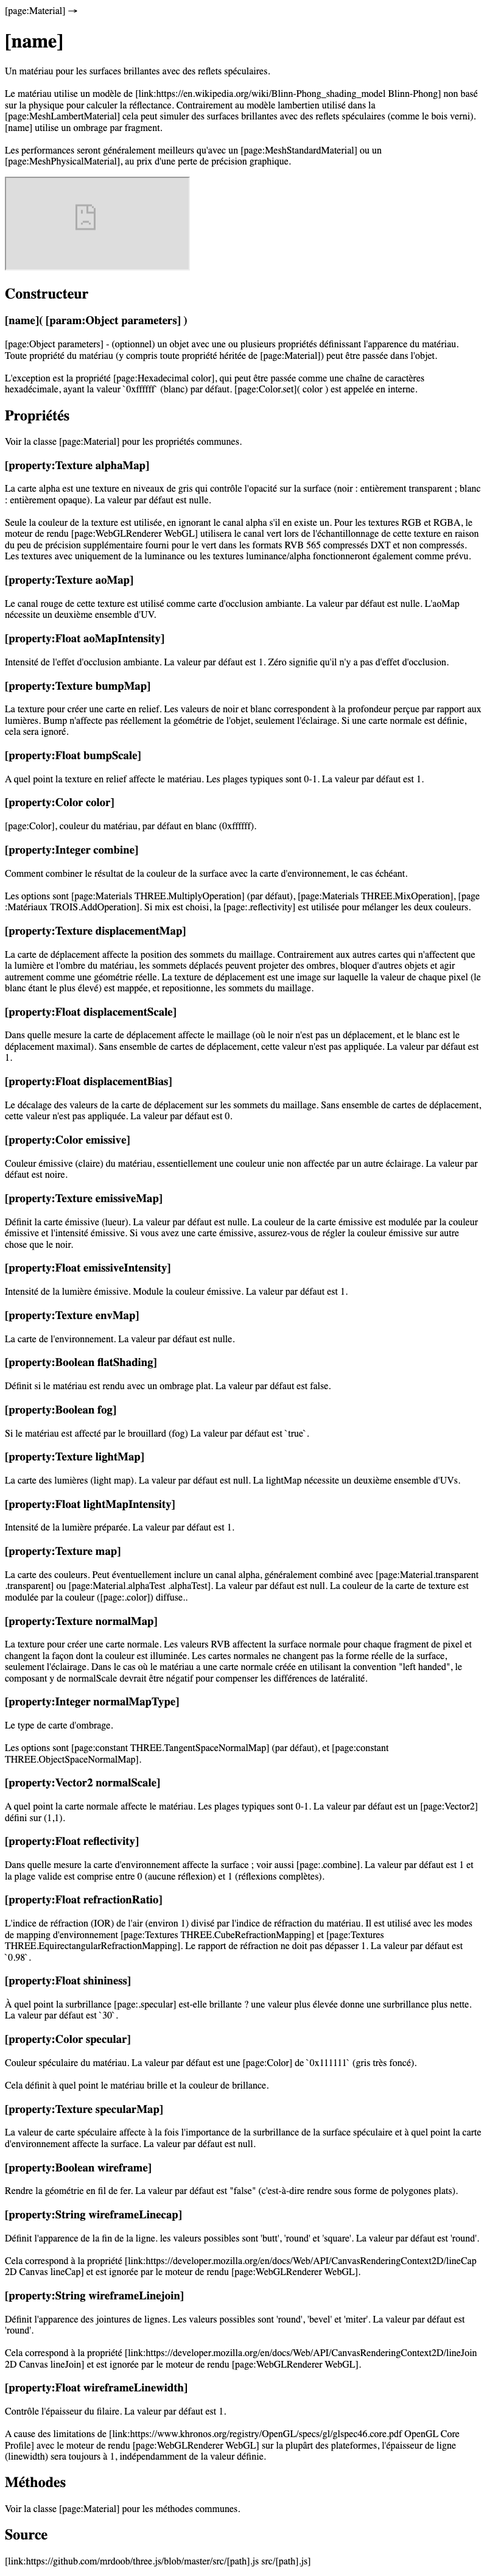 [page:Material] →
[name]
Un matériau pour les surfaces brillantes avec des reflets spéculaires.
Le matériau utilise un modèle de [link:https://en.wikipedia.org/wiki/Blinn-Phong_shading_model Blinn-Phong] non basé
sur la physique pour calculer la réflectance. Contrairement au modèle lambertien utilisé dans la
[page:MeshLambertMaterial] cela peut simuler des surfaces brillantes avec des reflets spéculaires (comme le bois verni).
[name] utilise un ombrage par fragment.
Les performances seront généralement meilleurs qu'avec un [page:MeshStandardMaterial] ou un
[page:MeshPhysicalMaterial], au prix d'une perte de précision graphique.
Constructeur
[name]( [param:Object parameters] )
[page:Object parameters] - (optionnel) un objet avec une ou plusieurs propriétés définissant l'apparence du matériau.
Toute propriété du matériau (y compris toute propriété héritée de [page:Material]) peut être passée dans l'objet.
L'exception est la propriété [page:Hexadecimal color], qui peut être passée comme une chaîne de caractères
hexadécimale, ayant la valeur `0xffffff` (blanc) par défaut. [page:Color.set]( color ) est appelée en interne.
Propriétés
Voir la classe [page:Material] pour les propriétés communes.
[property:Texture alphaMap]
La carte alpha est une texture en niveaux de gris qui contrôle l'opacité sur la surface (noir : entièrement transparent ; blanc
: entièrement opaque). La valeur par défaut est nulle.
Seule la couleur de la texture est utilisée, en ignorant le canal alpha s'il en existe un. Pour les textures RGB et RGBA, le
moteur de rendu [page:WebGLRenderer WebGL] utilisera le canal vert lors de l'échantillonnage de cette texture en raison
du peu de précision supplémentaire fourni pour le vert dans les formats RVB 565 compressés DXT et non compressés.
Les textures avec uniquement de la luminance ou les textures luminance/alpha fonctionneront également comme prévu.
[property:Texture aoMap]
Le canal rouge de cette texture est utilisé comme carte d'occlusion ambiante. La valeur par défaut est nulle. L'aoMap
nécessite un deuxième ensemble d'UV.
[property:Float aoMapIntensity]
Intensité de l'effet d'occlusion ambiante. La valeur par défaut est 1. Zéro signifie qu'il n'y a pas d'effet d'occlusion.
[property:Texture bumpMap]
La texture pour créer une carte en relief. Les valeurs de noir et blanc correspondent à la profondeur perçue par rapport aux
lumières. Bump n'affecte pas réellement la géométrie de l'objet, seulement l'éclairage. Si une carte normale est définie,
cela sera ignoré.
[property:Float bumpScale]
A quel point la texture en relief affecte le matériau. Les plages typiques sont 0-1. La valeur par défaut est 1.
[property:Color color]
[page:Color], couleur du matériau, par défaut en blanc (0xffffff).
[property:Integer combine]
Comment combiner le résultat de la couleur de la surface avec la carte d'environnement, le cas échéant.
Les options sont [page:Materials THREE.MultiplyOperation] (par défaut), [page:Materials THREE.MixOperation], [page
:Matériaux TROIS.AddOperation]. Si mix est choisi, la [page:.reflectivity] est utilisée pour mélanger les deux couleurs.
[property:Texture displacementMap]
La carte de déplacement affecte la position des sommets du maillage. Contrairement aux autres cartes qui n'affectent que
la lumière et l'ombre du matériau, les sommets déplacés peuvent projeter des ombres, bloquer d'autres objets et agir
autrement comme une géométrie réelle. La texture de déplacement est une image sur laquelle la valeur de chaque pixel (le
blanc étant le plus élevé) est mappée, et repositionne, les sommets du maillage.
[property:Float displacementScale]
Dans quelle mesure la carte de déplacement affecte le maillage (où le noir n'est pas un déplacement, et le blanc est le
déplacement maximal). Sans ensemble de cartes de déplacement, cette valeur n'est pas appliquée. La valeur par défaut est
1.
[property:Float displacementBias]
Le décalage des valeurs de la carte de déplacement sur les sommets du maillage. Sans ensemble de cartes de déplacement,
cette valeur n'est pas appliquée. La valeur par défaut est 0.
[property:Color emissive]
Couleur émissive (claire) du matériau, essentiellement une couleur unie non affectée par un autre éclairage. La valeur par
défaut est noire.
[property:Texture emissiveMap]
Définit la carte émissive (lueur). La valeur par défaut est nulle. La couleur de la carte émissive est modulée par la couleur
émissive et l'intensité émissive. Si vous avez une carte émissive, assurez-vous de régler la couleur émissive sur autre
chose que le noir.
[property:Float emissiveIntensity]
Intensité de la lumière émissive. Module la couleur émissive. La valeur par défaut est 1.
[property:Texture envMap]
La carte de l'environnement. La valeur par défaut est nulle.
[property:Boolean flatShading]
Définit si le matériau est rendu avec un ombrage plat. La valeur par défaut est false.
[property:Boolean fog]
Si le matériau est affecté par le brouillard (fog) La valeur par défaut est `true`.
[property:Texture lightMap]
La carte des lumières (light map). La valeur par défaut est null. La lightMap nécessite un deuxième ensemble d'UVs.
[property:Float lightMapIntensity]
Intensité de la lumière préparée. La valeur par défaut est 1.
[property:Texture map]
La carte des couleurs. Peut éventuellement inclure un canal alpha, généralement combiné avec [page:Material.transparent
.transparent] ou [page:Material.alphaTest .alphaTest]. La valeur par défaut est null. La couleur de la carte de texture est
modulée par la couleur ([page:.color]) diffuse..
[property:Texture normalMap]
La texture pour créer une carte normale. Les valeurs RVB affectent la surface normale pour chaque fragment de pixel et
changent la façon dont la couleur est illuminée. Les cartes normales ne changent pas la forme réelle de la surface,
seulement l'éclairage. Dans le cas où le matériau a une carte normale créée en utilisant la convention "left handed", le
composant y de normalScale devrait être négatif pour compenser les différences de latéralité.
[property:Integer normalMapType]
Le type de carte d'ombrage.
Les options sont [page:constant THREE.TangentSpaceNormalMap] (par défaut), et [page:constant
THREE.ObjectSpaceNormalMap].
[property:Vector2 normalScale]
A quel point la carte normale affecte le matériau. Les plages typiques sont 0-1. La valeur par défaut est un [page:Vector2]
défini sur (1,1).
[property:Float reflectivity]
Dans quelle mesure la carte d'environnement affecte la surface ; voir aussi [page:.combine]. La valeur par défaut est 1 et
la plage valide est comprise entre 0 (aucune réflexion) et 1 (réflexions complètes).
[property:Float refractionRatio]
L'indice de réfraction (IOR) de l'air (environ 1) divisé par l'indice de réfraction du matériau. Il est utilisé avec les modes
de mapping d'environnement [page:Textures THREE.CubeRefractionMapping] et [page:Textures
THREE.EquirectangularRefractionMapping]. Le rapport de réfraction ne doit pas dépasser 1. La valeur par défaut est
`0.98`.
[property:Float shininess]
À quel point la surbrillance [page:.specular] est-elle brillante ? une valeur plus élevée donne une surbrillance plus nette.
La valeur par défaut est `30`.
[property:Color specular]
Couleur spéculaire du matériau. La valeur par défaut est une [page:Color] de `0x111111` (gris très foncé).
Cela définit à quel point le matériau brille et la couleur de brillance.
[property:Texture specularMap]
La valeur de carte spéculaire affecte à la fois l'importance de la surbrillance de la surface spéculaire et à quel point la carte
d'environnement affecte la surface. La valeur par défaut est null.
[property:Boolean wireframe]
Rendre la géométrie en fil de fer. La valeur par défaut est "false" (c'est-à-dire rendre sous forme de polygones plats).
[property:String wireframeLinecap]
Définit l'apparence de la fin de la ligne. les valeurs possibles sont 'butt', 'round' et 'square'. La valeur par défaut est 'round'.
Cela correspond à la propriété [link:https://developer.mozilla.org/en/docs/Web/API/CanvasRenderingContext2D/lineCap
2D Canvas lineCap] et est ignorée par le moteur de rendu [page:WebGLRenderer WebGL].
[property:String wireframeLinejoin]
Définit l'apparence des jointures de lignes. Les valeurs possibles sont 'round', 'bevel' et 'miter'. La valeur par défaut est
'round'.
Cela correspond à la propriété [link:https://developer.mozilla.org/en/docs/Web/API/CanvasRenderingContext2D/lineJoin
2D Canvas lineJoin] et est ignorée par le moteur de rendu [page:WebGLRenderer WebGL].
[property:Float wireframeLinewidth]
Contrôle l'épaisseur du filaire. La valeur par défaut est 1.
A cause des limitations de [link:https://www.khronos.org/registry/OpenGL/specs/gl/glspec46.core.pdf OpenGL Core
Profile] avec le moteur de rendu [page:WebGLRenderer WebGL] sur la plupârt des plateformes, l'épaisseur de ligne
(linewidth) sera toujours à 1, indépendamment de la valeur définie.
Méthodes
Voir la classe [page:Material] pour les méthodes communes.
Source
[link:https://github.com/mrdoob/three.js/blob/master/src/[path].js src/[path].js]